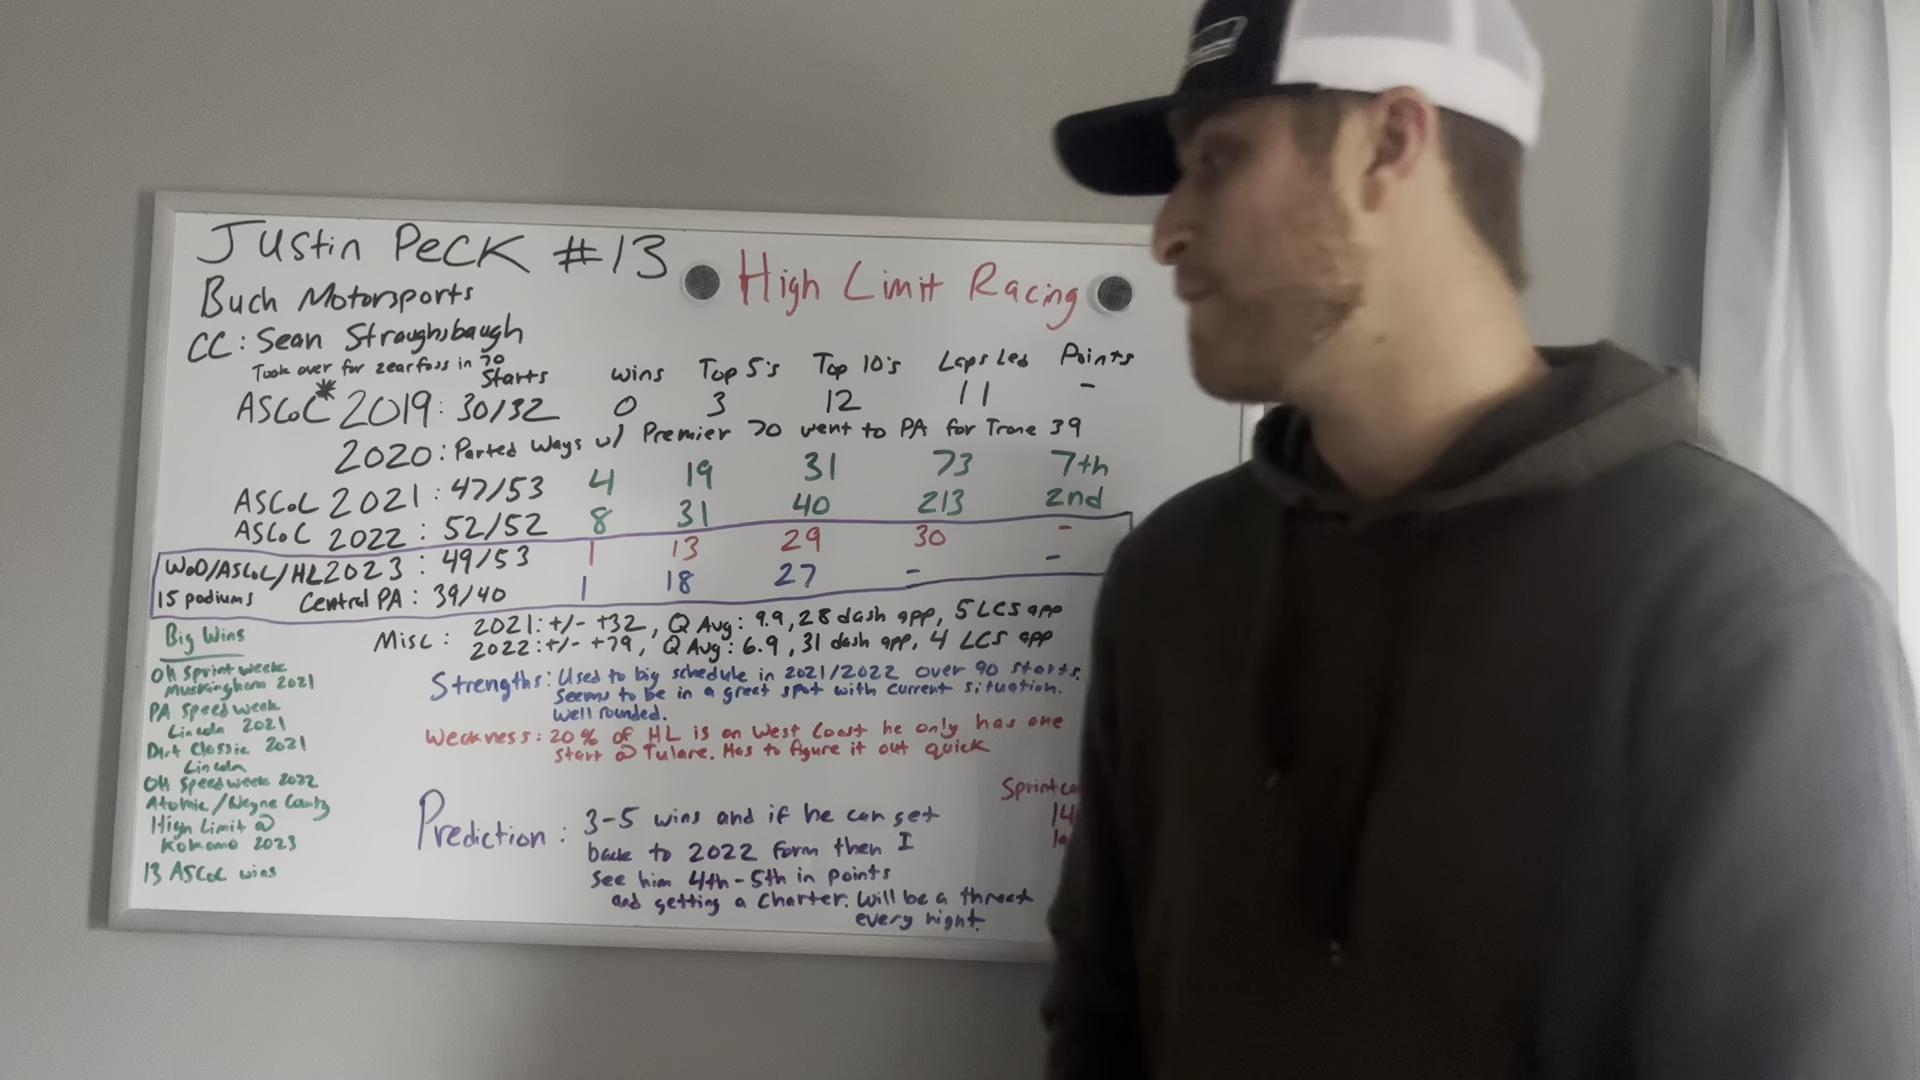 Justin Peck #13
High Limit Racing
Buch Motorsports
CC: Sean Straughsbaugh
Took over for zearfoss in 70
Starts wins Top 5's Top 10's Laps Led Points
ASCoC* 2019: 30/32 0 3 12 11 -
2020: Parted Ways w/ Premier 70 went to PA for Trone 39
ASCoC 2021: 47/53 4 19 31 73 7th
ASCoC 2022: 52/52 8 31 40 213 2nd
WoO/ASCoC/HL 2023: 49/53 1 13 29 30 -
15 podiums Central PA: 39/40 1 18 27 - -
Misc: 2021: +/- +32, Q Avg: 9.9, 28 dash app, 5 LCS app
2022: +/- +79, Q Avg: 6.9, 31 dash app, 4 LCS app
Big Wins
OH Sprint week
Muskingham 2021
PA Speedweek
Lincoln 2021
Dirt Classic 2021
Lincoln
OH Speedweek 2022
Atomic/Wayne County
High Limit @
Kokomo 2023
13 ASCoC wins
Strengths: Used to big schedule in 2021/2022 over 90 starts.
Seems to be in a great spot with current situation.
Well rounded.
Weakness: 20% of HL is on West Coast he only has one
start @ Tulare. Has to figure it out quick
Prediction: 3-5 wins and if he can get
back to 2022 form then I
see him 4th-5th in points
and getting a Charter. Will be a threat
every night.
14